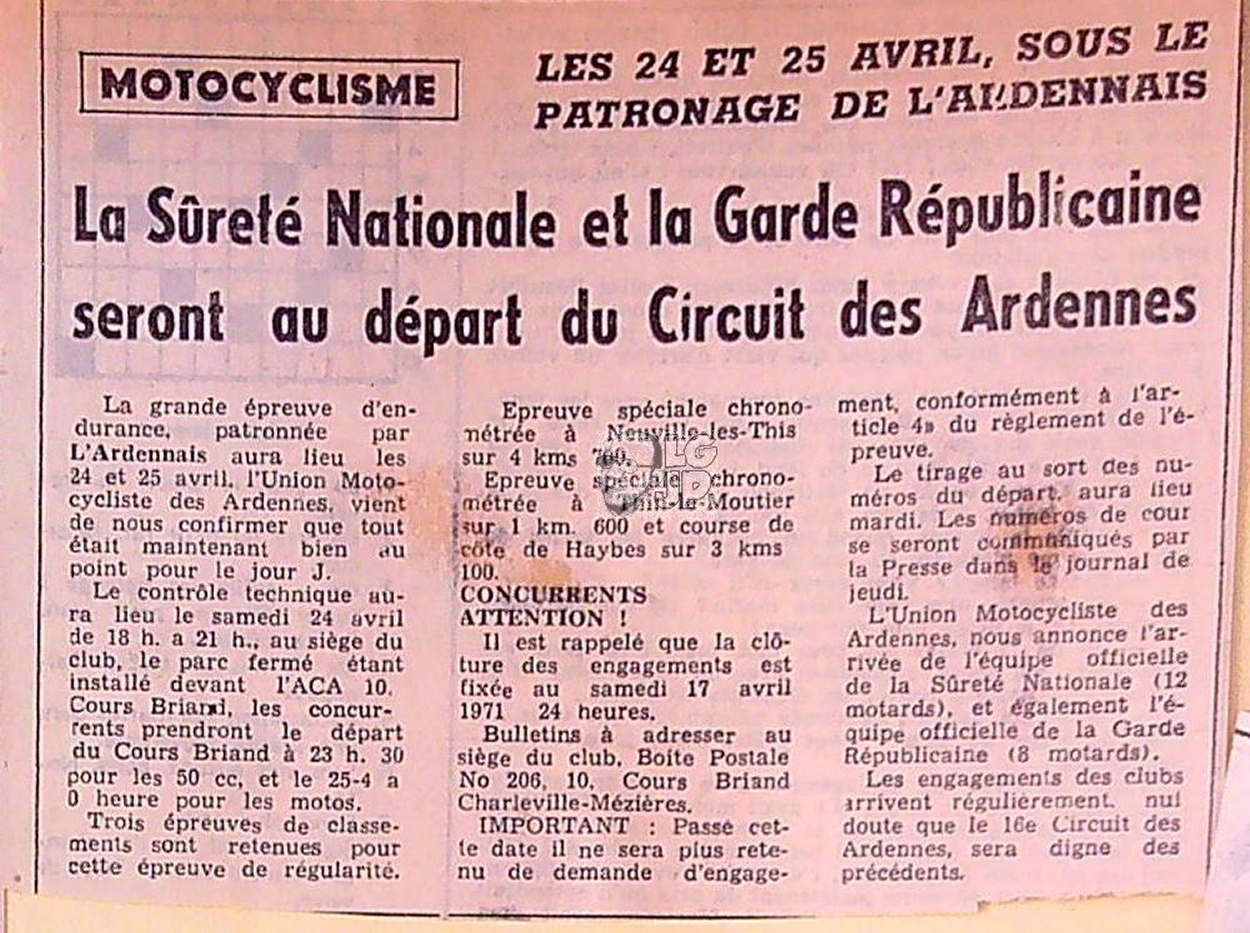 MOTOCYCLISME
LES 24 ET 25 AVRIL, SOUS LE
PATRONAGE DE L'ARDENNAIS
La Sûreté Nationale et la Garde Républicaine
seront au départ du Circuit des Ardennes
La grande épreuve d'en-
durance, patronnée par
L'Ardennais aura lieu les
24 et 25 avril, l'Union Moto-
cycliste des Ardennes, vient
de nous confirmer que tout
était maintenant bien au
point pour le jour J.
Le contrôle technique au-
ra lieu le samedi 24 avril
de 18 h. a 21 h., au siège du
club, le parc fermé étant
installé devant l'ACA 10,
Cours Briand, les concur-
rents prendront le départ
du Cours Briand à 23 h. 30
pour les 50 cc, et le 25-4 a
0 heure pour les motos.
Trois épreuves de classe-
ments sont retenues pour
cette épreuve de régularité.
Epreuve spéciale chrono-
métrée à Neuville-les-This
sur 4 kms 760.
Epreuve spéciale chrono-
métrée à Thin-le-Moutier
sur 1 km. 600 et course de
côte de Haybes sur 3 kms
100.
CONCURRENTS
ATTENTION !
Il est rappelé que la clô-
ture des engagements est
fixée au samedi 17 avril
1971 24 heures.
Bulletins à adresser au
siège du club, Boite Postale
No 206, 10, Cours Briand
Charleville-Mézières.
IMPORTANT : Passé cet-
te date il ne sera plus rete-
nu de demande d'engage-
ment, conformément à l'ar-
ticle 4» du règlement de l'é-
preuve.
Le tirage au sort des nu-
méros du départ, aura lieu
mardi. Les numéros de cour
se seront communiqués par
la Presse dans le journal de
jeudi.
L'Union Motocycliste des
Ardennes, nous annonce l'ar-
rivée de l'équipe officielle
de la Sûreté Nationale (12
motards), et également l'é-
quipe officielle de la Garde
Républicaine (8 motards).
Les engagements des clubs
arrivent régulièrement, nul
doute que le 16e Circuit des
Ardennes, sera digne des
précédents.
LG
PJP